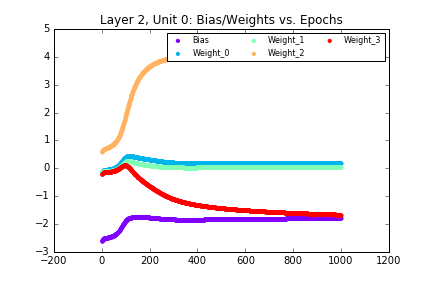 Layer 2, Unit 0: Bias/Weights vs. Epochs
5
4
3
2
1
0
−1
−2
−3
Bias Weight_1 Weight_3
Weight_0 Weight_2
−200 0 200 400 600 800 1000 1200